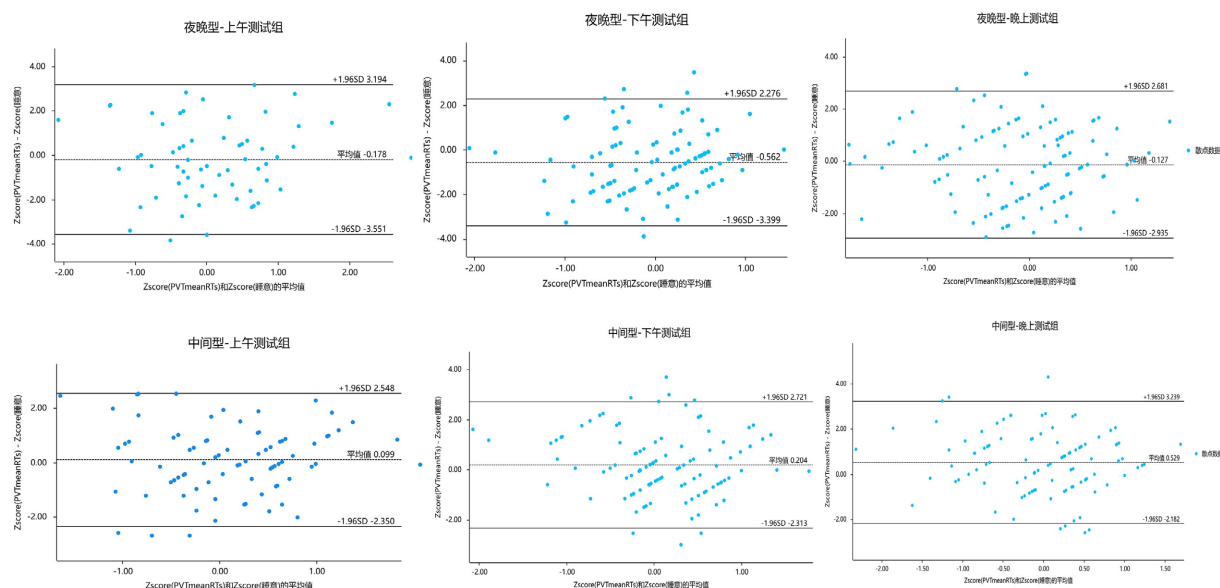 夜晚型-上午测试组
Zscore(PVTmeanRTs) - Zscore(睡意)
4.00
2.00
0.00
-2.00
-4.00
+1.96SD 3.194
平均值 -0.178
-1.96SD -3.551
-2.00
-1.00
0.00
1.00
2.00
Zscore(PVTmeanRTs)和Zscore(睡意)的平均值
夜晚型-下午测试组
Zscore(PVTmeanRTs) - Zscore(睡意)
4.00
2.00
0.00
-2.00
-4.00
+1.96SD 2.276
平均值 -0.562
-1.96SD -3.399
-2.00
-1.00
0.00
1.00
Zscore(PVTmeanRTs)和Zscore(睡意)的平均值
夜晚型-晚上测试组
Zscore(PVTmeanRTs) - Zscore(睡意)
4.00
2.00
0.00
-2.00
+1.96SD 2.681
平均值 -0.127
-1.96SD -2.935
-1.00
0.00
1.00
Zscore(PVTmeanRTs)和Zscore(睡意)的平均值
散点数据
中间型-上午测试组
Zscore(PVTmeanRTs) - Zscore(睡意)
2.00
0.00
-2.00
+1.96SD 2.548
平均值 0.099
-1.96SD -2.350
-1.00
0.00
1.00
Zscore(PVTmeanRTs)和Zscore(睡意)的平均值
中间型-下午测试组
Zscore(PVTmeanRTs) - Zscore(睡意)
4.00
2.00
0.00
-2.00
+1.96SD 2.721
平均值 0.204
-1.96SD -2.313
-2.00
-1.00
0.00
1.00
Zscore(PVTmeanRTs)和Zscore(睡意)的平均值
中间型-晚上测试组
Zscore(PVTmeanRTs) - Zscore(睡意)
4.00
2.00
0.00
-2.00
+1.96SD 3.239
平均值 0.529
-1.96SD -2.182
-2.00
-1.50
-1.00
-0.50
0.00
0.50
1.00
1.50
Zscore(PVTmeanRTs)和Zscore(睡意)的平均值
散点数据